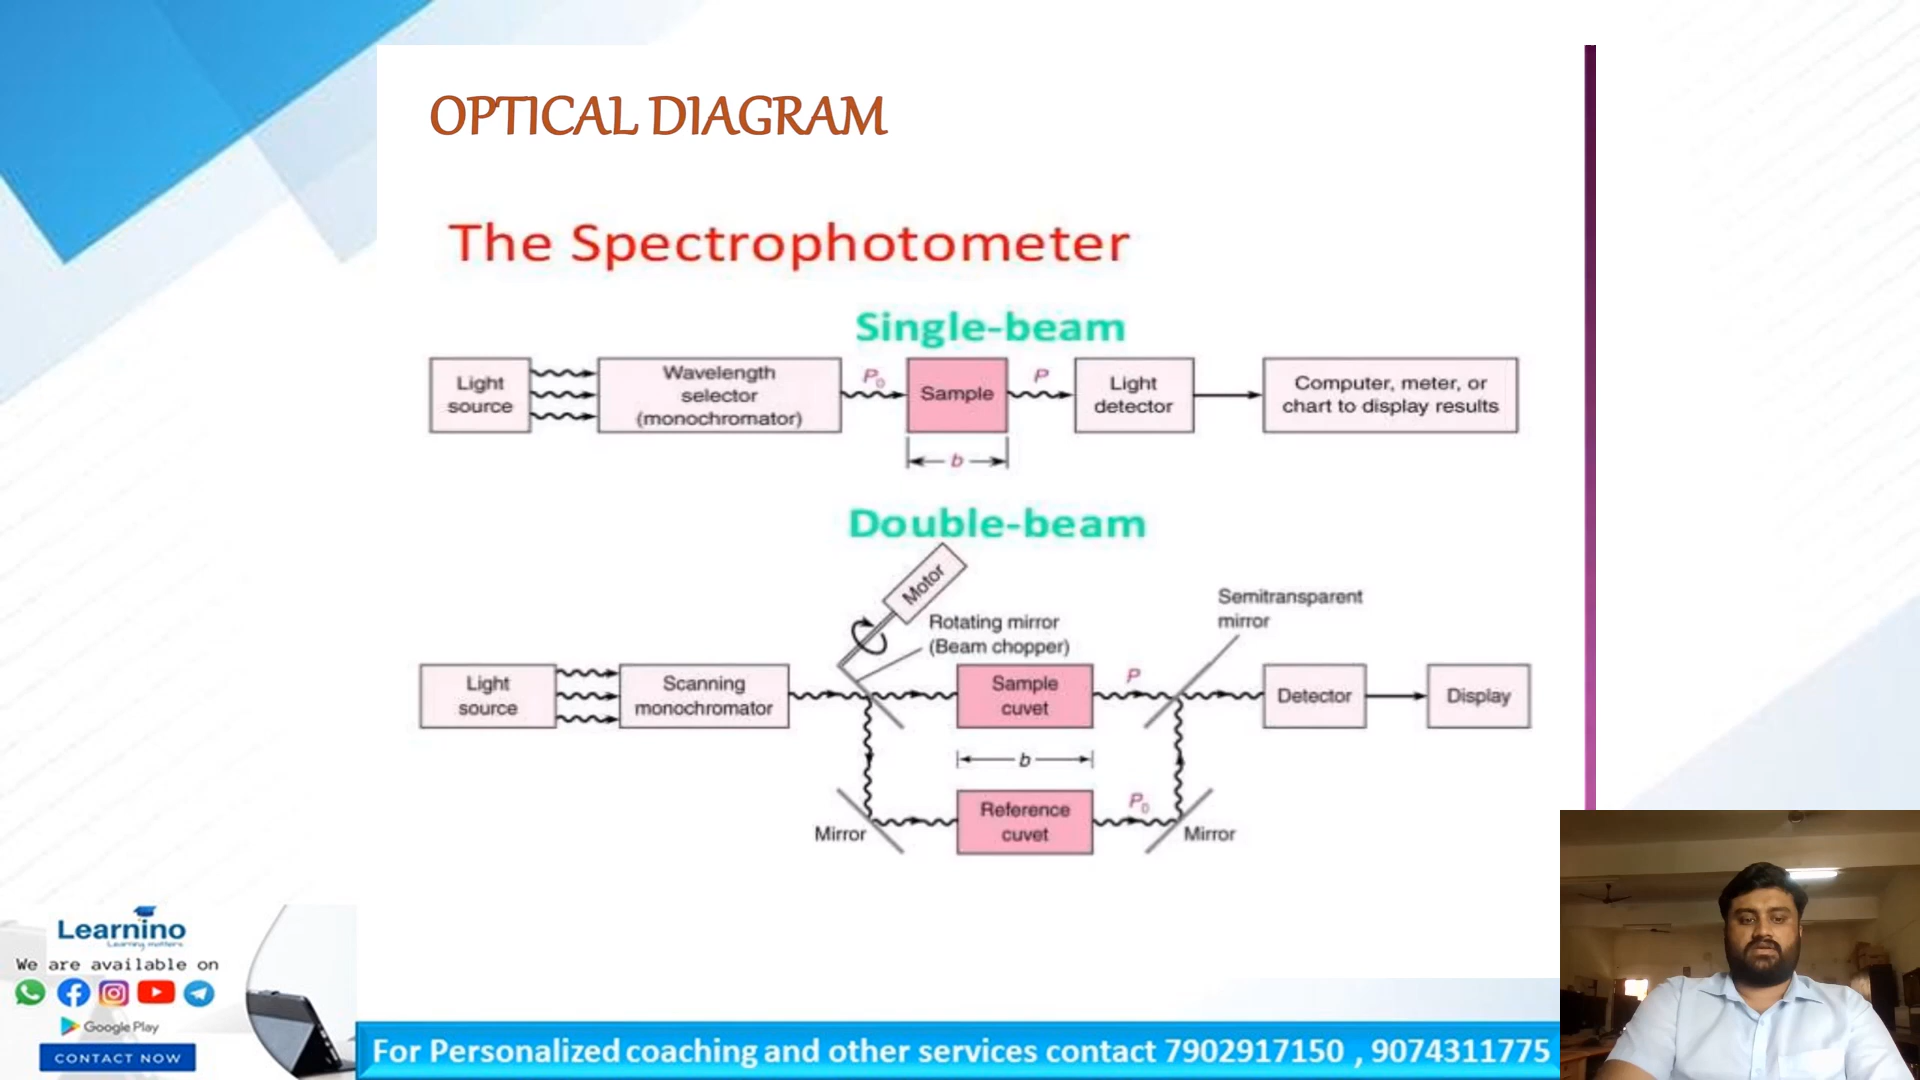 OPTICAL DIAGRAM
The Spectrophotometer
Single-beam
Light
source
Wavelength
selector
(monochromator)
P₀
Sample
P
Light
detector
Computer, meter, or
chart to display results
b
Double-beam
Motor
Rotating mirror
(Beam chopper)
Semitransparent
mirror
Light
source
Scanning
monochromator
Sample
cuvet
P
Detector
Display
b
Reference
cuvet
P₀
Mirror
Mirror
Learnino
Learning matters
We are available on
Google Play
CONTACT NOW
For Personalized coaching and other services contact 7902917150 , 9074311775